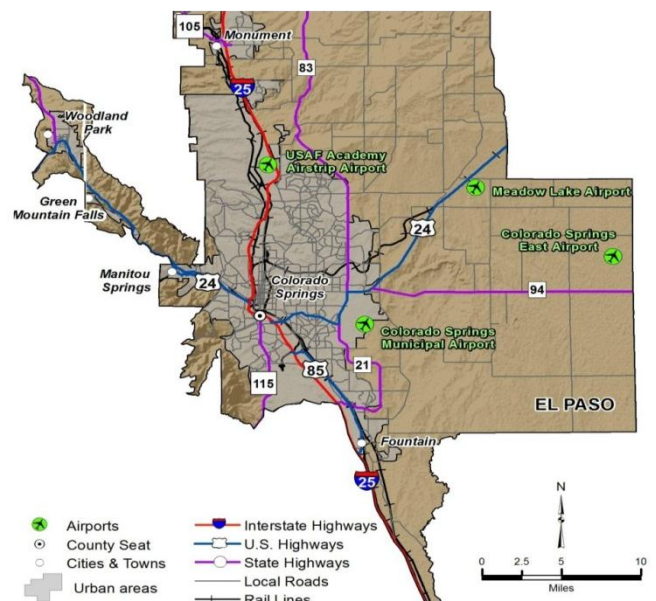 105
Monument
83
25
Woodland
Park
USAF Academy
Airstrip Airport
Meadow Lake Airport
Green
Mountain Falls
24
Colorado Springs
East Airport
Manitou
Springs
24
Colorado
Springs
94
Colorado Springs
Municipal Airport
85
21
115
EL PASO
Fountain
25
N
Airports
County Seat
Cities & Towns
Urban areas
Interstate Highways
U.S. Highways
State Highways
Local Roads
Rail Lines
0 2.5 5 10
Miles